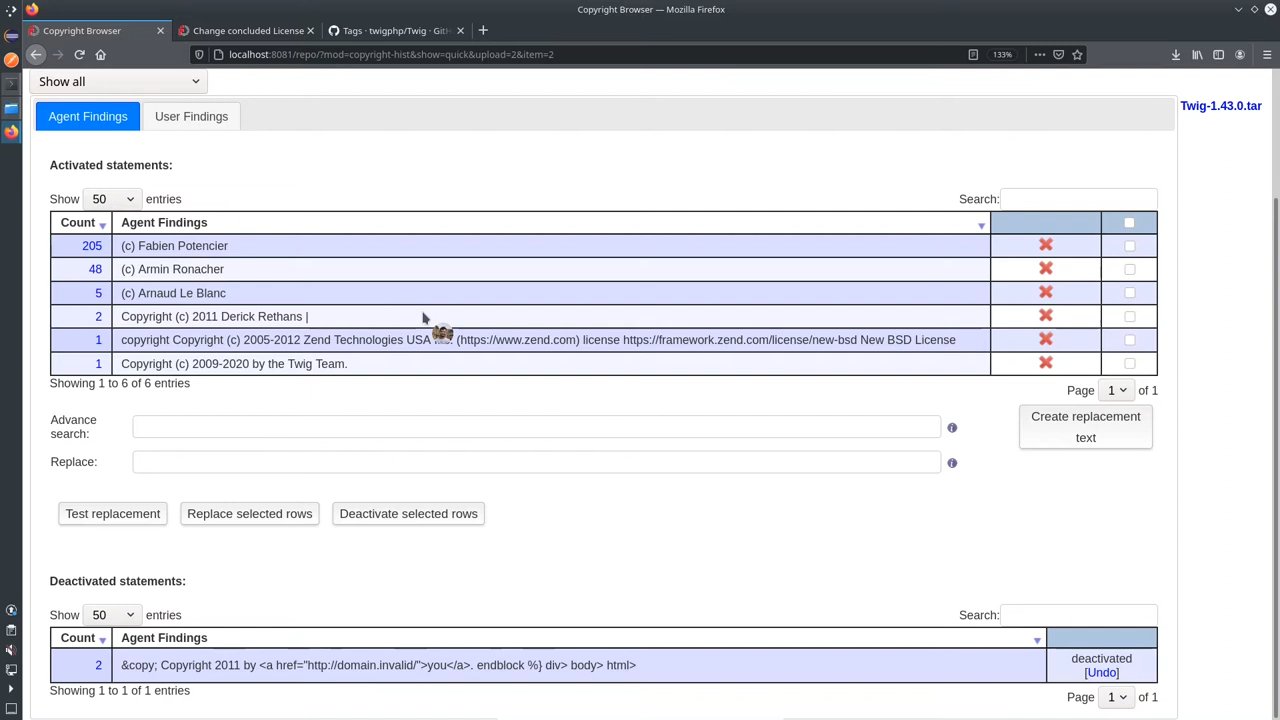 Copyright Browser — Mozilla Firefox
Copyright Browser Change concluded License Tags · twigphp/Twig · GitH
localhost:8081/repo/?mod=copyright-hist&show=quick&upload=2&item=2 133%
Show all
Agent Findings User Findings Twig-1.43.0.tar
Activated statements:
Show 50 entries Search:
Count Agent Findings
205 (c) Fabien Potencier
48 (c) Armin Ronacher
5 (c) Arnaud Le Blanc
2 Copyright (c) 2011 Derick Rethans |
1 copyright Copyright (c) 2005-2012 Zend Technologies USA (https://www.zend.com) license https://framework.zend.com/license/new-bsd New BSD License
1 Copyright (c) 2009-2020 by the Twig Team.
Showing 1 to 6 of 6 entries
Page 1 of 1
Advance
search:
Create replacement
text
Replace:
Test replacement Replace selected rows Deactivate selected rows
Deactivated statements:
Show 50 entries Search:
Count Agent Findings
2 &copy; Copyright 2011 by <a href="http://domain.invalid/">you</a>. endblock %} div> body> html> deactivated
[Undo]
Showing 1 to 1 of 1 entries
Page 1 of 1